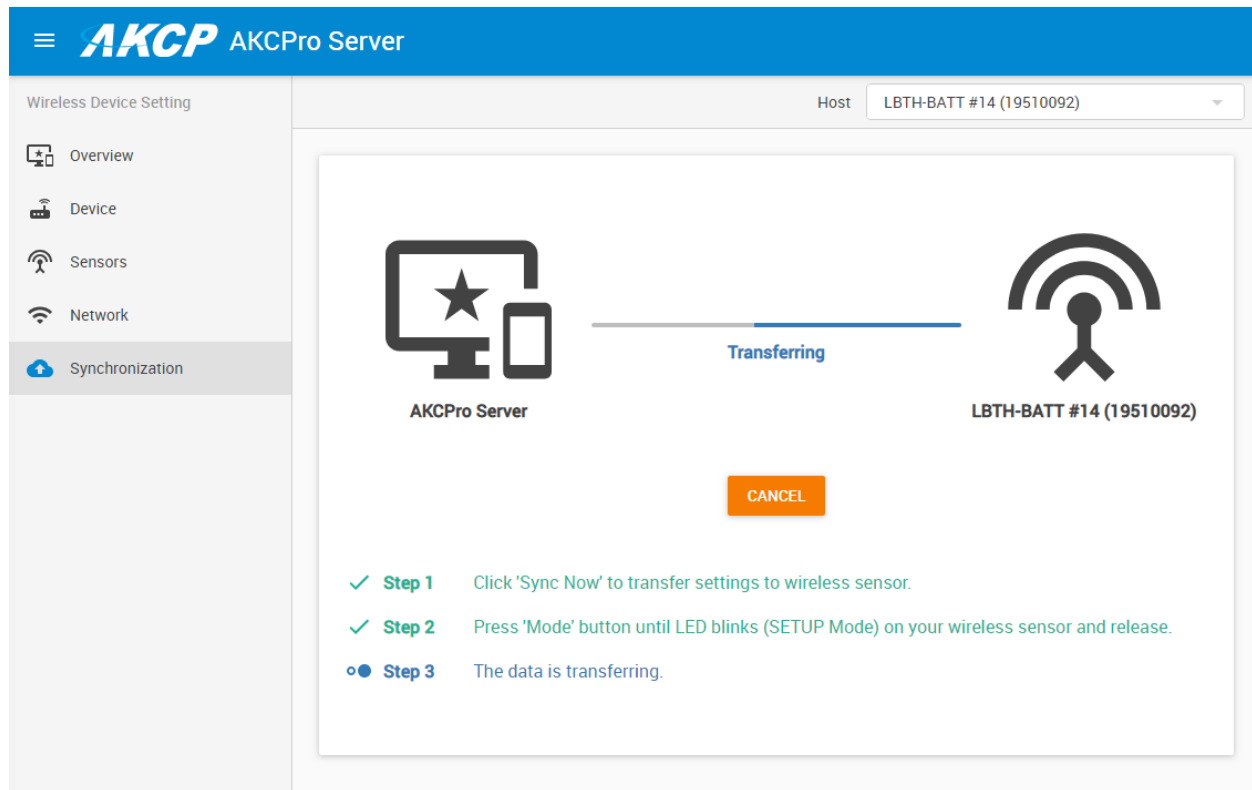 AKCP AKCPro Server
Wireless Device Setting
Host LBTH-BATT #14 (19510092)
Overview
Device
Sensors
Network
Synchronization
Transferring
AKCPro Server
LBTH-BATT #14 (19510092)
CANCEL
Step 1 Click 'Sync Now' to transfer settings to wireless sensor.
Step 2 Press 'Mode' button until LED blinks (SETUP Mode) on your wireless sensor and release.
Step 3 The data is transferring.